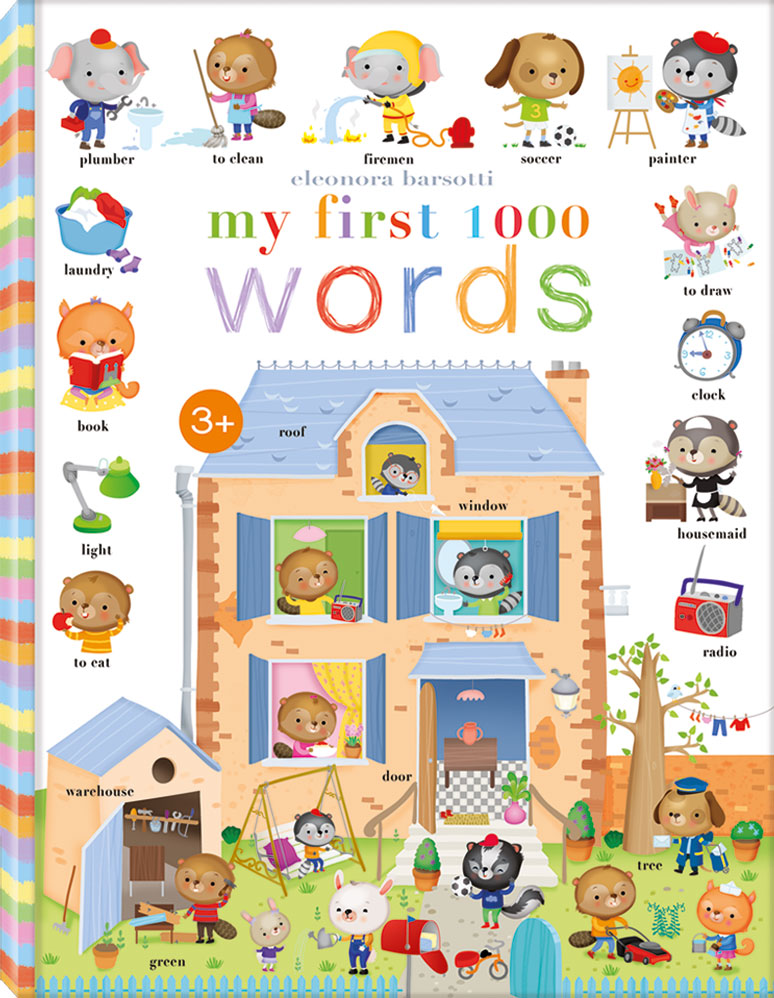 plumber
to clean
firemen
soccer
painter
eleonora barsotti
my first 1000
words
laundry
to draw
book
clock
3+
roof
window
light
housemaid
to eat
radio
warehouse
door
tree
green
3